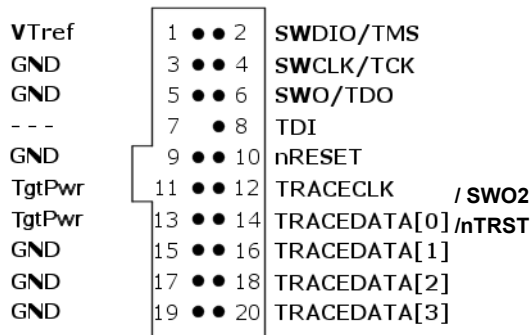 VTref 1 2 SWDIO/TMS
GND 3 4 SWCLK/TCK
GND 5 6 SWO/TDO
--- 7 8 TDI
GND 9 10 nRESET
TgtPwr 11 12 TRACECLK / SWO2
TgtPwr 13 14 TRACEDATA[0] /nTRST
GND 15 16 TRACEDATA[1]
GND 17 18 TRACEDATA[2]
GND 19 20 TRACEDATA[3]